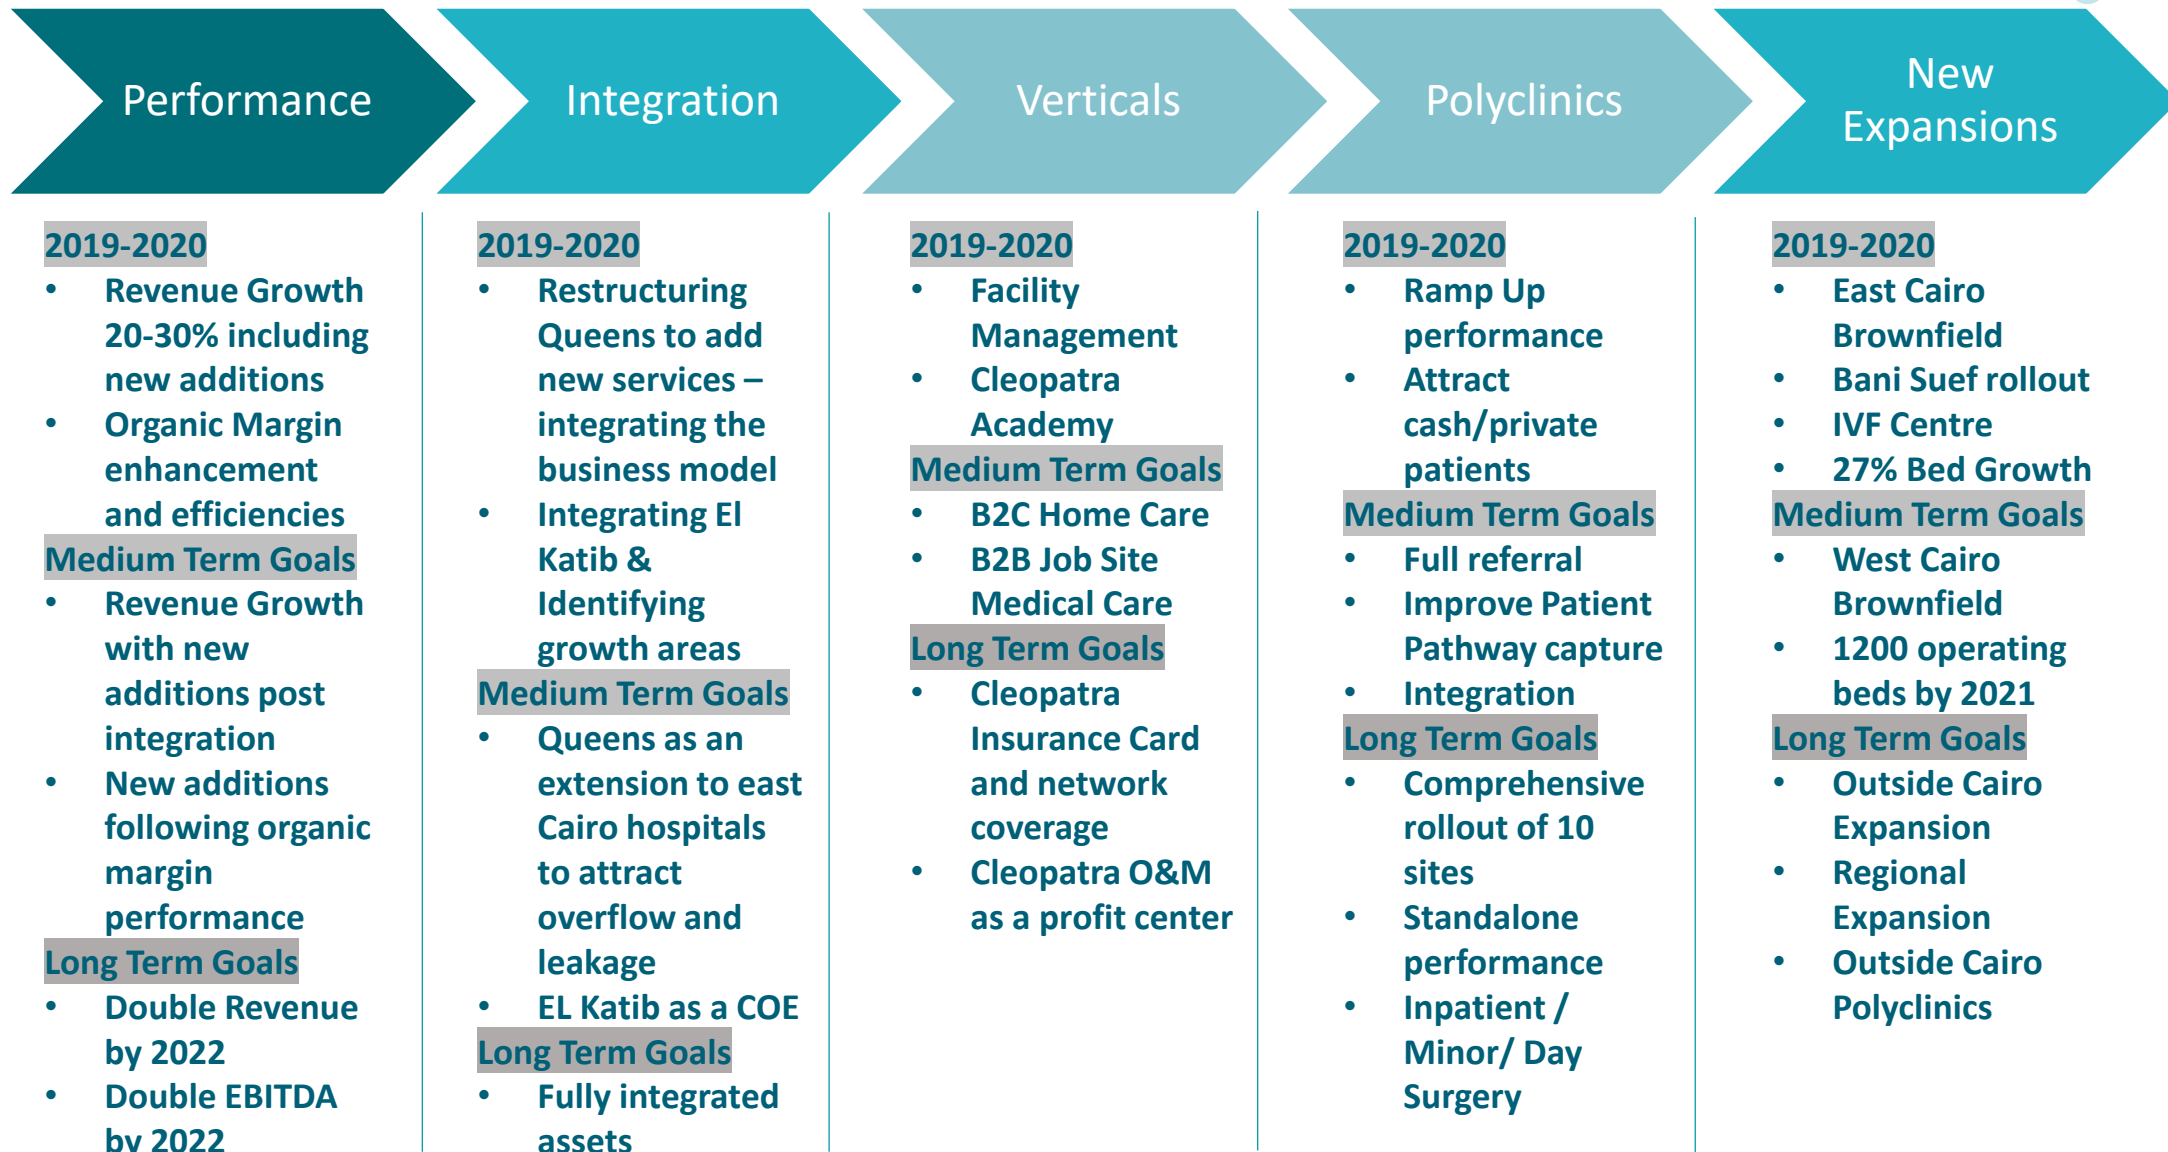 Performance
Integration
Verticals
Polyclinics
New
Expansions
2019-2020
• Revenue Growth
20-30% including
new additions
• Organic Margin
enhancement
and efficiencies
Medium Term Goals
• Revenue Growth
with new
additions post
integration
• New additions
following organic
margin
performance
Long Term Goals
• Double Revenue
by 2022
• Double EBITDA
by 2022
2019-2020
• Restructuring
Queens to add
new services –
integrating the
business model
• Integrating El
Katib &
Identifying
growth areas
Medium Term Goals
• Queens as an
extension to east
Cairo hospitals
to attract
overflow and
leakage
• EL Katib as a COE
Long Term Goals
• Fully integrated
assets
2019-2020
• Facility
Management
• Cleopatra
Academy
Medium Term Goals
• B2C Home Care
• B2B Job Site
Medical Care
Long Term Goals
• Cleopatra
Insurance Card
and network
coverage
• Cleopatra O&M
as a profit center
2019-2020
• Ramp Up
performance
• Attract
cash/private
patients
Medium Term Goals
• Full referral
• Improve Patient
Pathway capture
• Integration
Long Term Goals
• Comprehensive
rollout of 10
sites
• Standalone
performance
• Inpatient /
Minor/ Day
Surgery
2019-2020
• East Cairo
Brownfield
• Bani Suef rollout
• IVF Centre
• 27% Bed Growth
Medium Term Goals
• West Cairo
Brownfield
• 1200 operating
beds by 2021
Long Term Goals
• Outside Cairo
Expansion
• Regional
Expansion
• Outside Cairo
Polyclinics